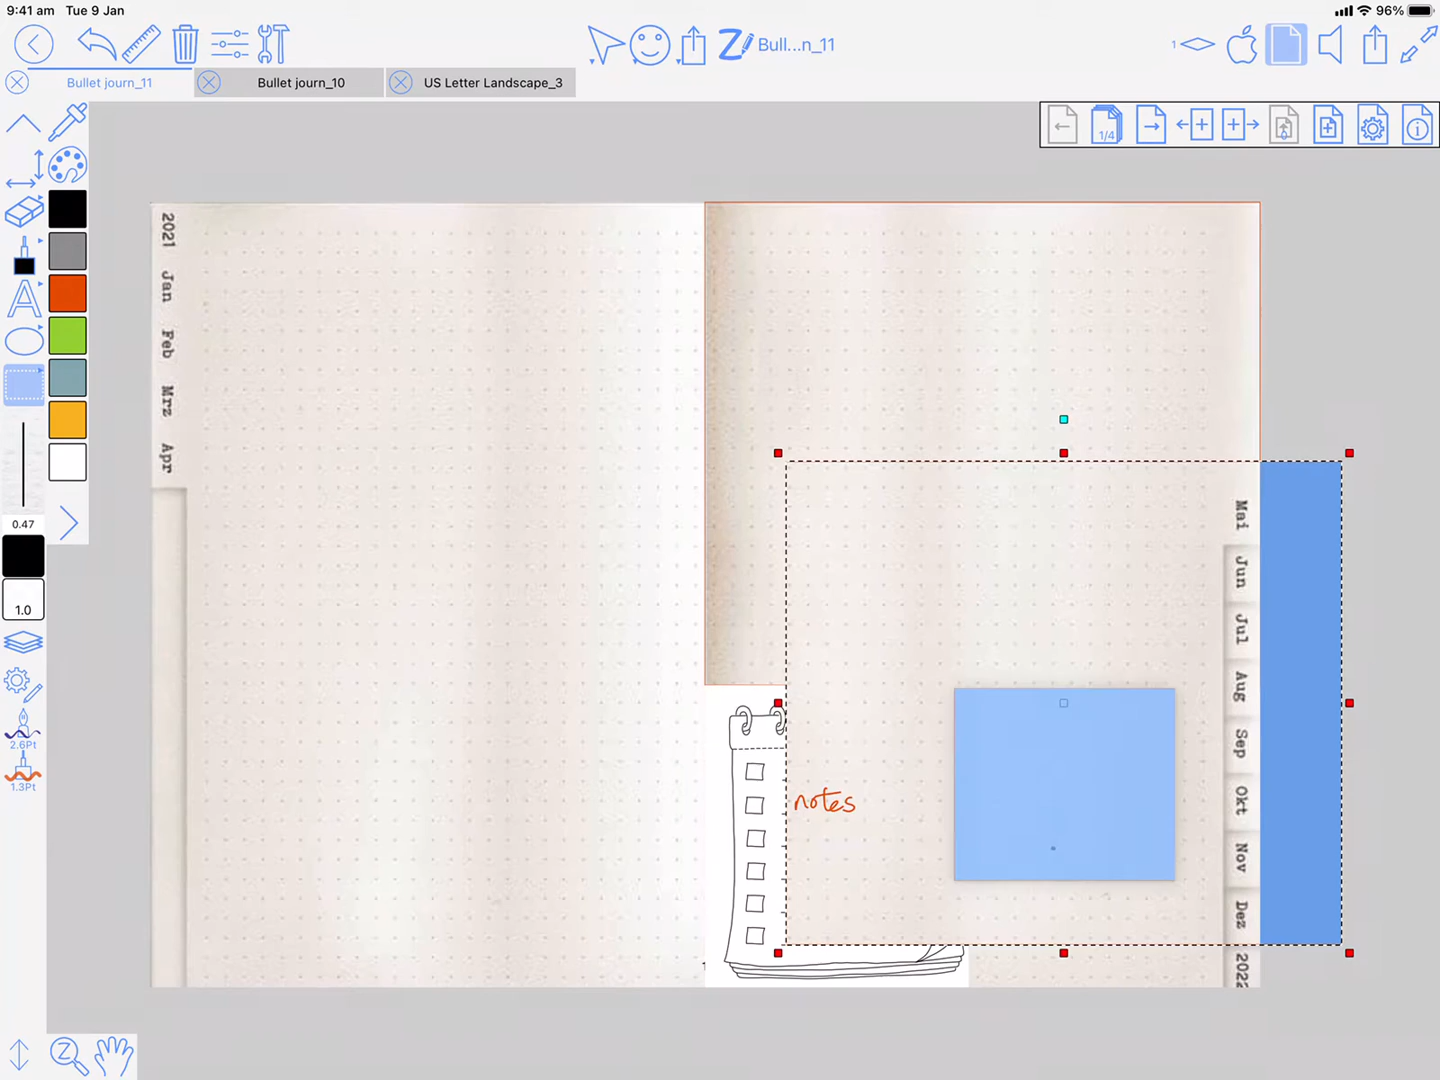 9:41 am Tue 9 Jan
96%
Bull...n_11
1
Bullet journ_11
Bullet journ_10
US Letter Landscape_3
1/4
0
2021
Jan
Feb
Mrz
Apr
Mai
Jun
Jul
Aug
Sep
Okt
Nov
Dez
2022
notes
0.47
1.0
2.6Pt
1.3Pt